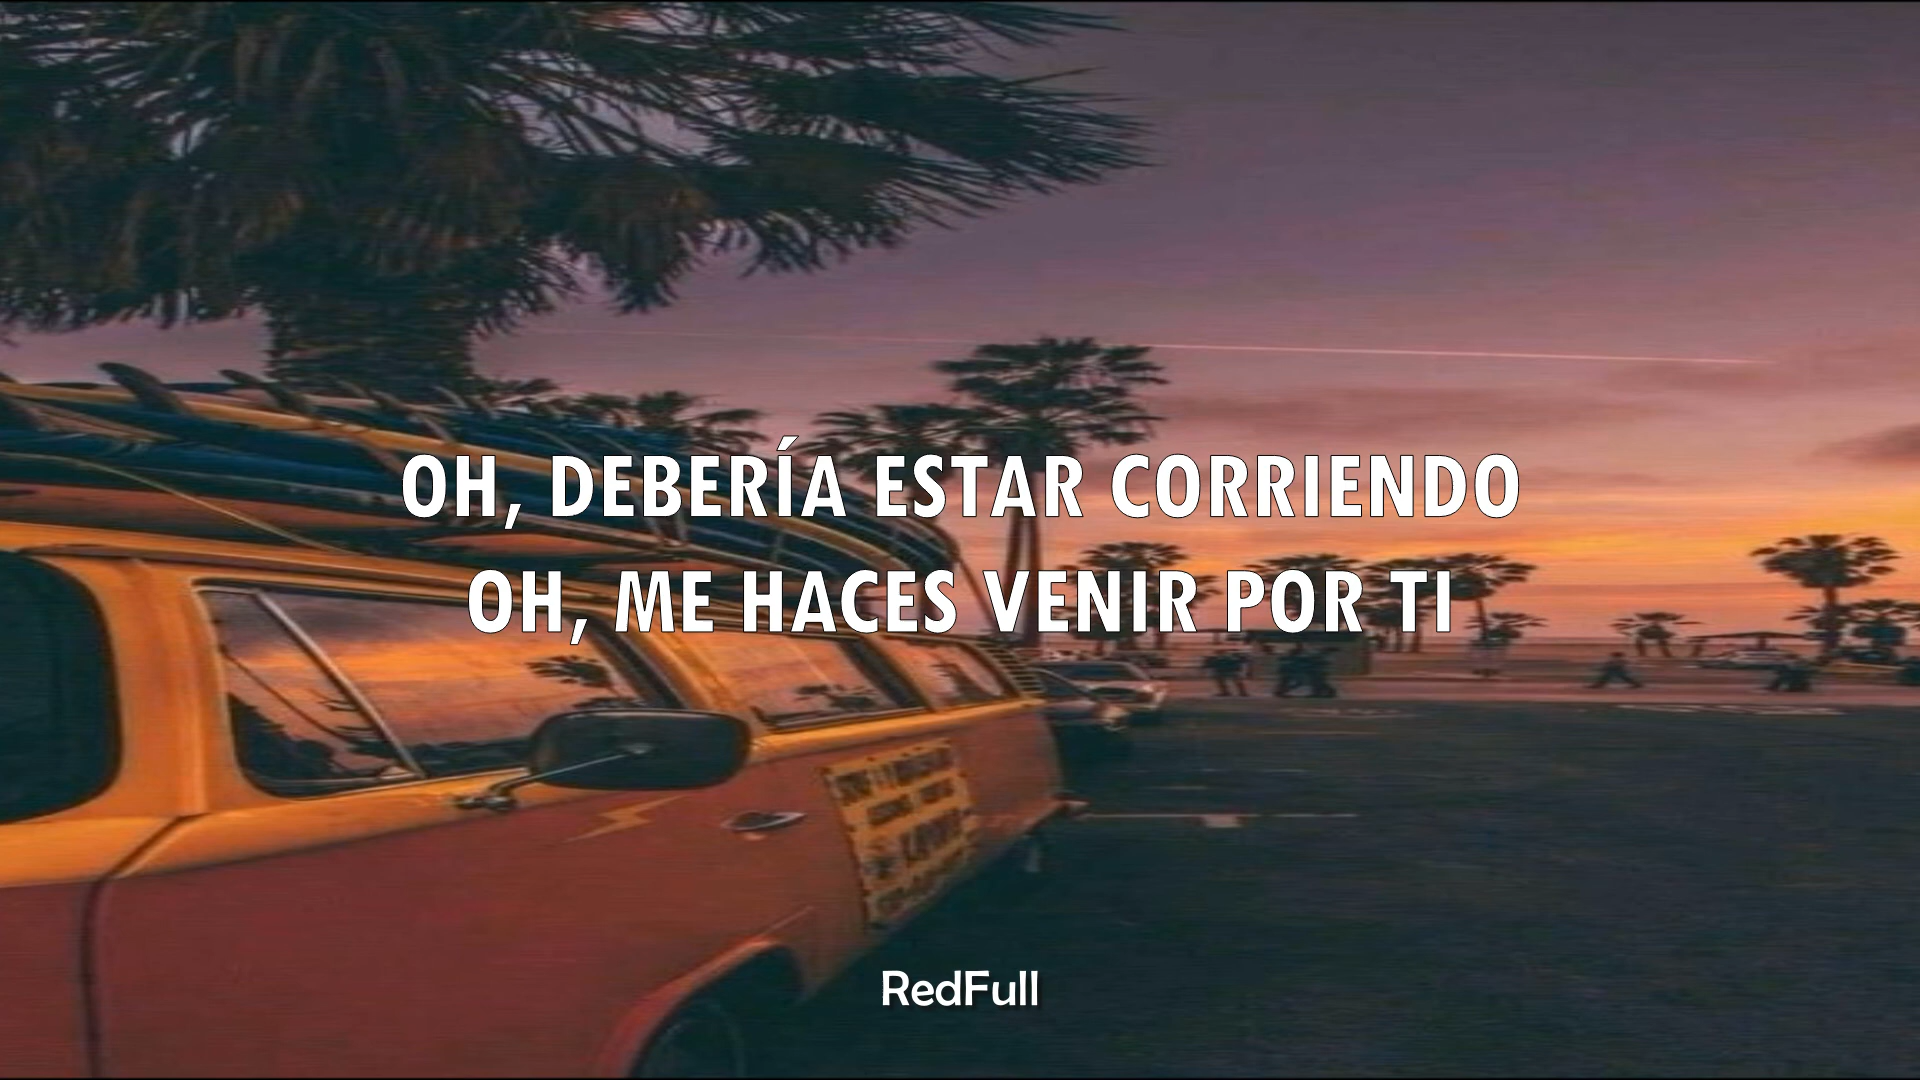 OH, DEBERÍA ESTAR CORRIENDO
OH, ME HACES VENIR POR TI
RedFull